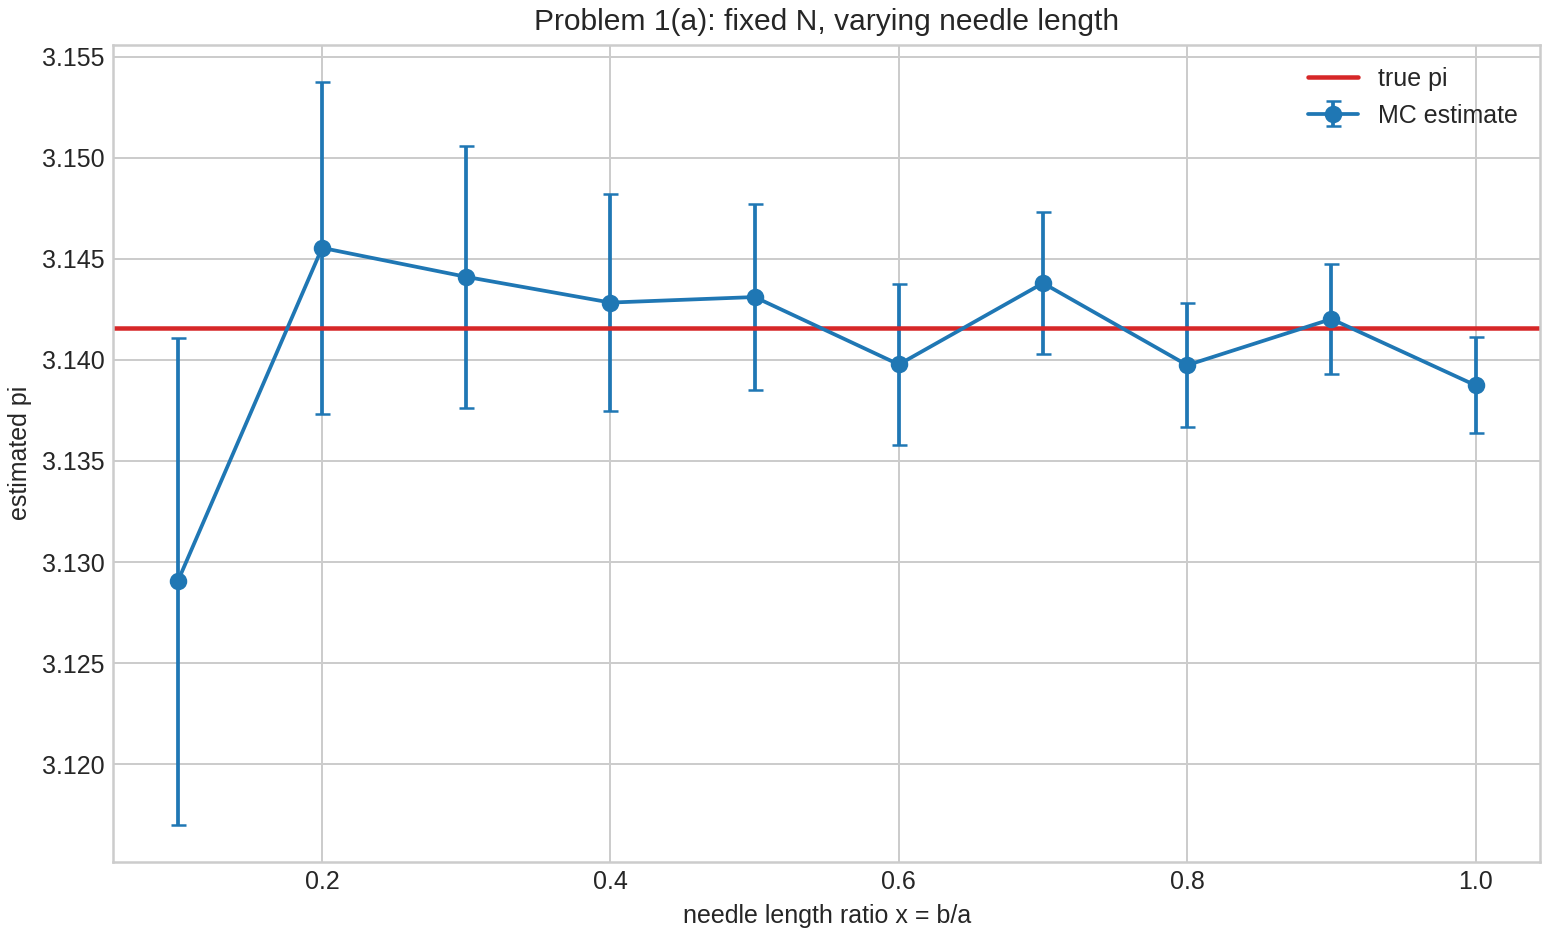 Problem 1(a): fixed N, varying needle length
true pi
MC estimate
estimated pi
3.155
3.150
3.145
3.140
3.135
3.130
3.125
3.120
0.2 0.4 0.6 0.8 1.0
needle length ratio x = b/a